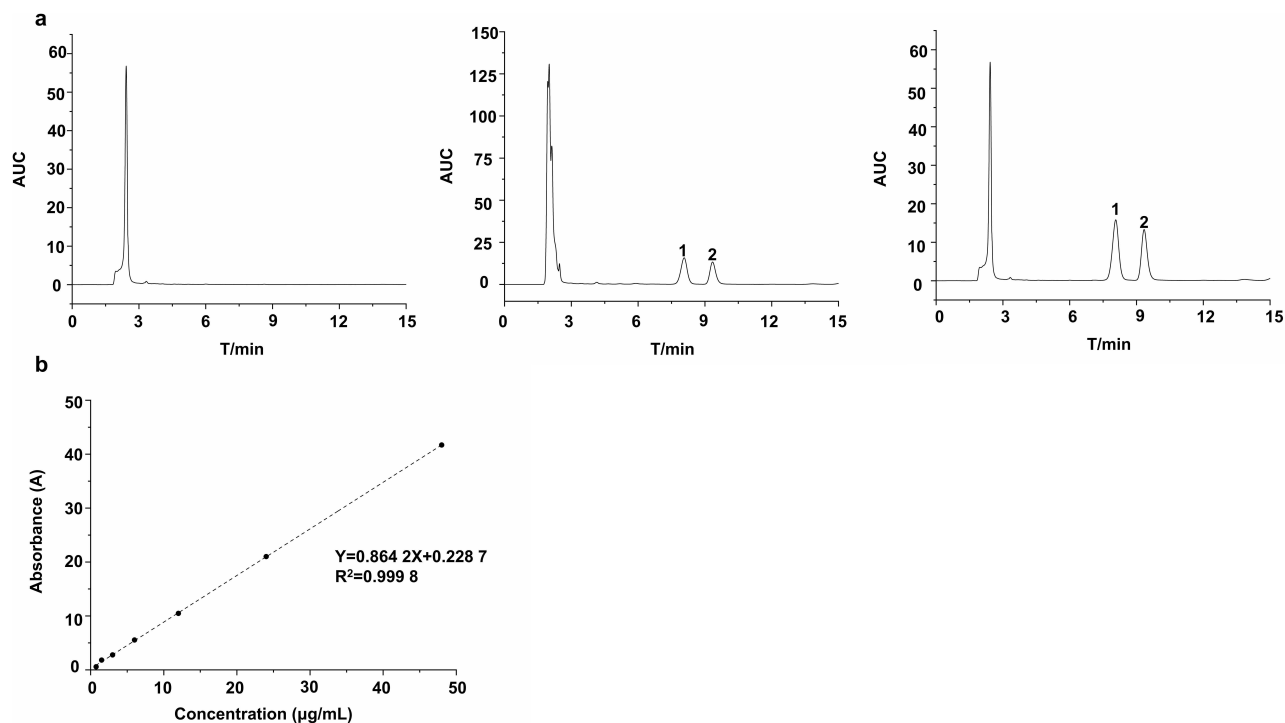 a
60
50
40
30
20
10
0
AUC
0 3 6 9 12 15
T/min
150
125
100
75
50
25
0
AUC
1 2
0 3 6 9 12 15
T/min
60
50
40
30
20
10
0
AUC
1 2
0 3 6 9 12 15
T/min
b
50
40
30
20
10
0
Absorbance (A)
Y=0.864 2X+0.228 7
R²=0.999 8
0 10 20 30 40 50
Concentration (μg/mL)